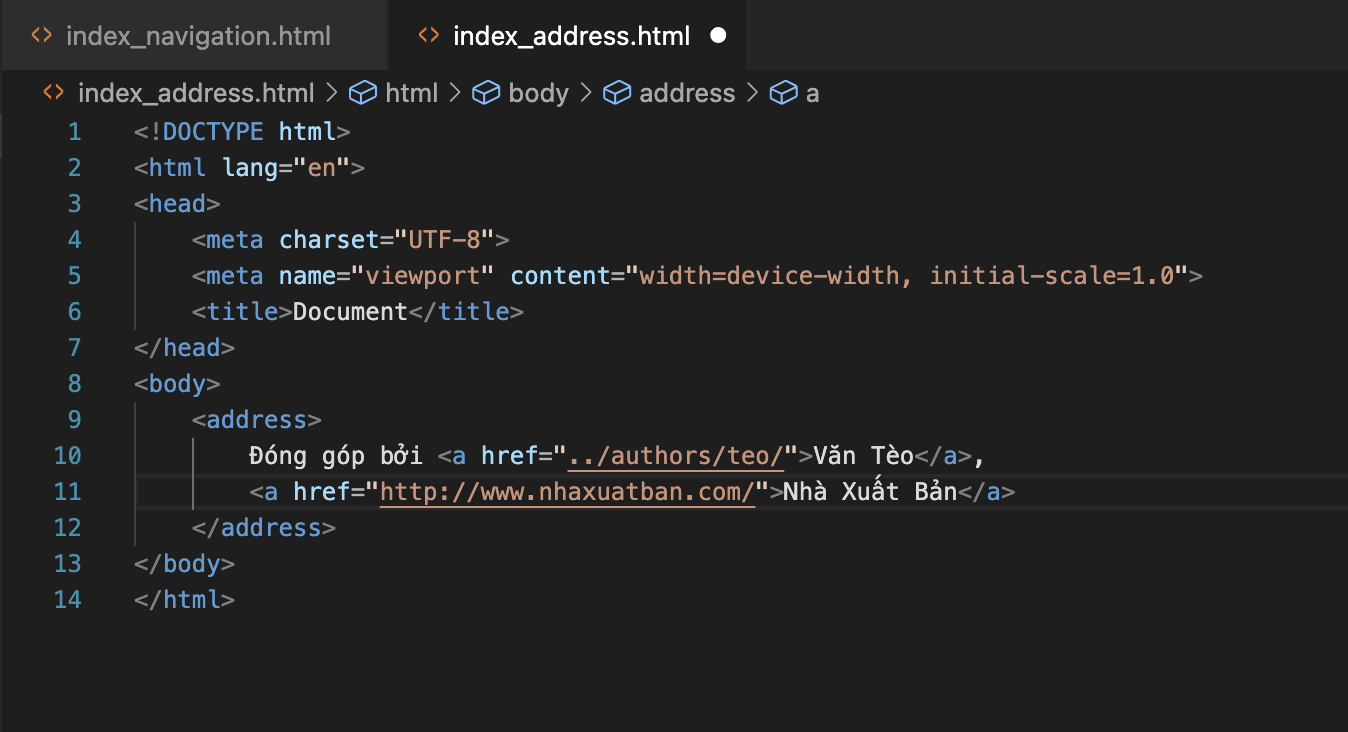 index_navigation.html index_address.html
index_address.html > html > body > address > a
1 <!DOCTYPE html>
2 <html lang="en">
3 <head>
4     <meta charset="UTF-8">
5     <meta name="viewport" content="width=device-width, initial-scale=1.0">
6     <title>Document</title>
7 </head>
8 <body>
9     <address>
10         Đóng góp bởi <a href="../authors/teo/">Văn Tèo</a>,
11         <a href="http://www.nhaxuatban.com/">Nhà Xuất Bản</a>
12     </address>
13 </body>
14 </html>